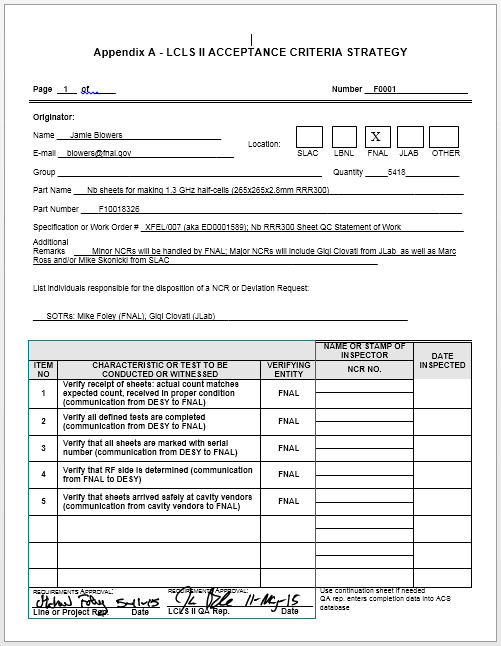 Appendix A - LCLS II ACCEPTANCE CRITERIA STRATEGY
Page 1 of
Number F0001
Originator:
Name Jamie Blowers
Location:
X
SLAC LBNL FNAL JLAB OTHER
E-mail blowers@fnal.gov
Group
Quantity 5418
Part Name Nb sheets for making 1.3 GHz half-cells (265x265x2.8mm RRR300)
Part Number F10018326
Specification or Work Order # XFEL/007 (aka ED0001589); Nb RRR300 Sheet QC Statement of Work
Additional
Remarks Minor NCRs will be handled by FNAL; Major NCRs will include Gigi Ciovati from JLab as well as Marc
Ross and/or Mike Skonicki from SLAC
List individuals responsible for the disposition of a NCR or Deviation Request:
SOTRs: Mike Foley (FNAL), Gigi Ciovati (JLab)
ITEM NO
CHARACTERISTIC OR TEST TO BE CONDUCTED OR WITNESSED
VERIFYING ENTITY
NAME OR STAMP OF INSPECTOR
NCR NO.
DATE INSPECTED
1
Verify receipt of sheets: actual count matches
expected count, received in proper condition
(communication from DESY to FNAL)
FNAL
2
Verify all defined tests are completed
(communication from DESY to FNAL)
FNAL
3
Verify that all sheets are marked with serial
number (communication from DESY to FNAL)
FNAL
4
Verify that RF side is determined (communication
from FNAL to DESY)
FNAL
5
Verify that sheets arrived safely at cavity vendors
(communication from cavity vendors to FNAL)
FNAL
REQUIREMENTS APPROVAL:
Line or Project Rep. Date
REQUIREMENTS APPROVAL:
11-May-15
LCLS II QA Rep. Date
Use continuation sheet if needed
QA rep. enters completion data into ACS
database